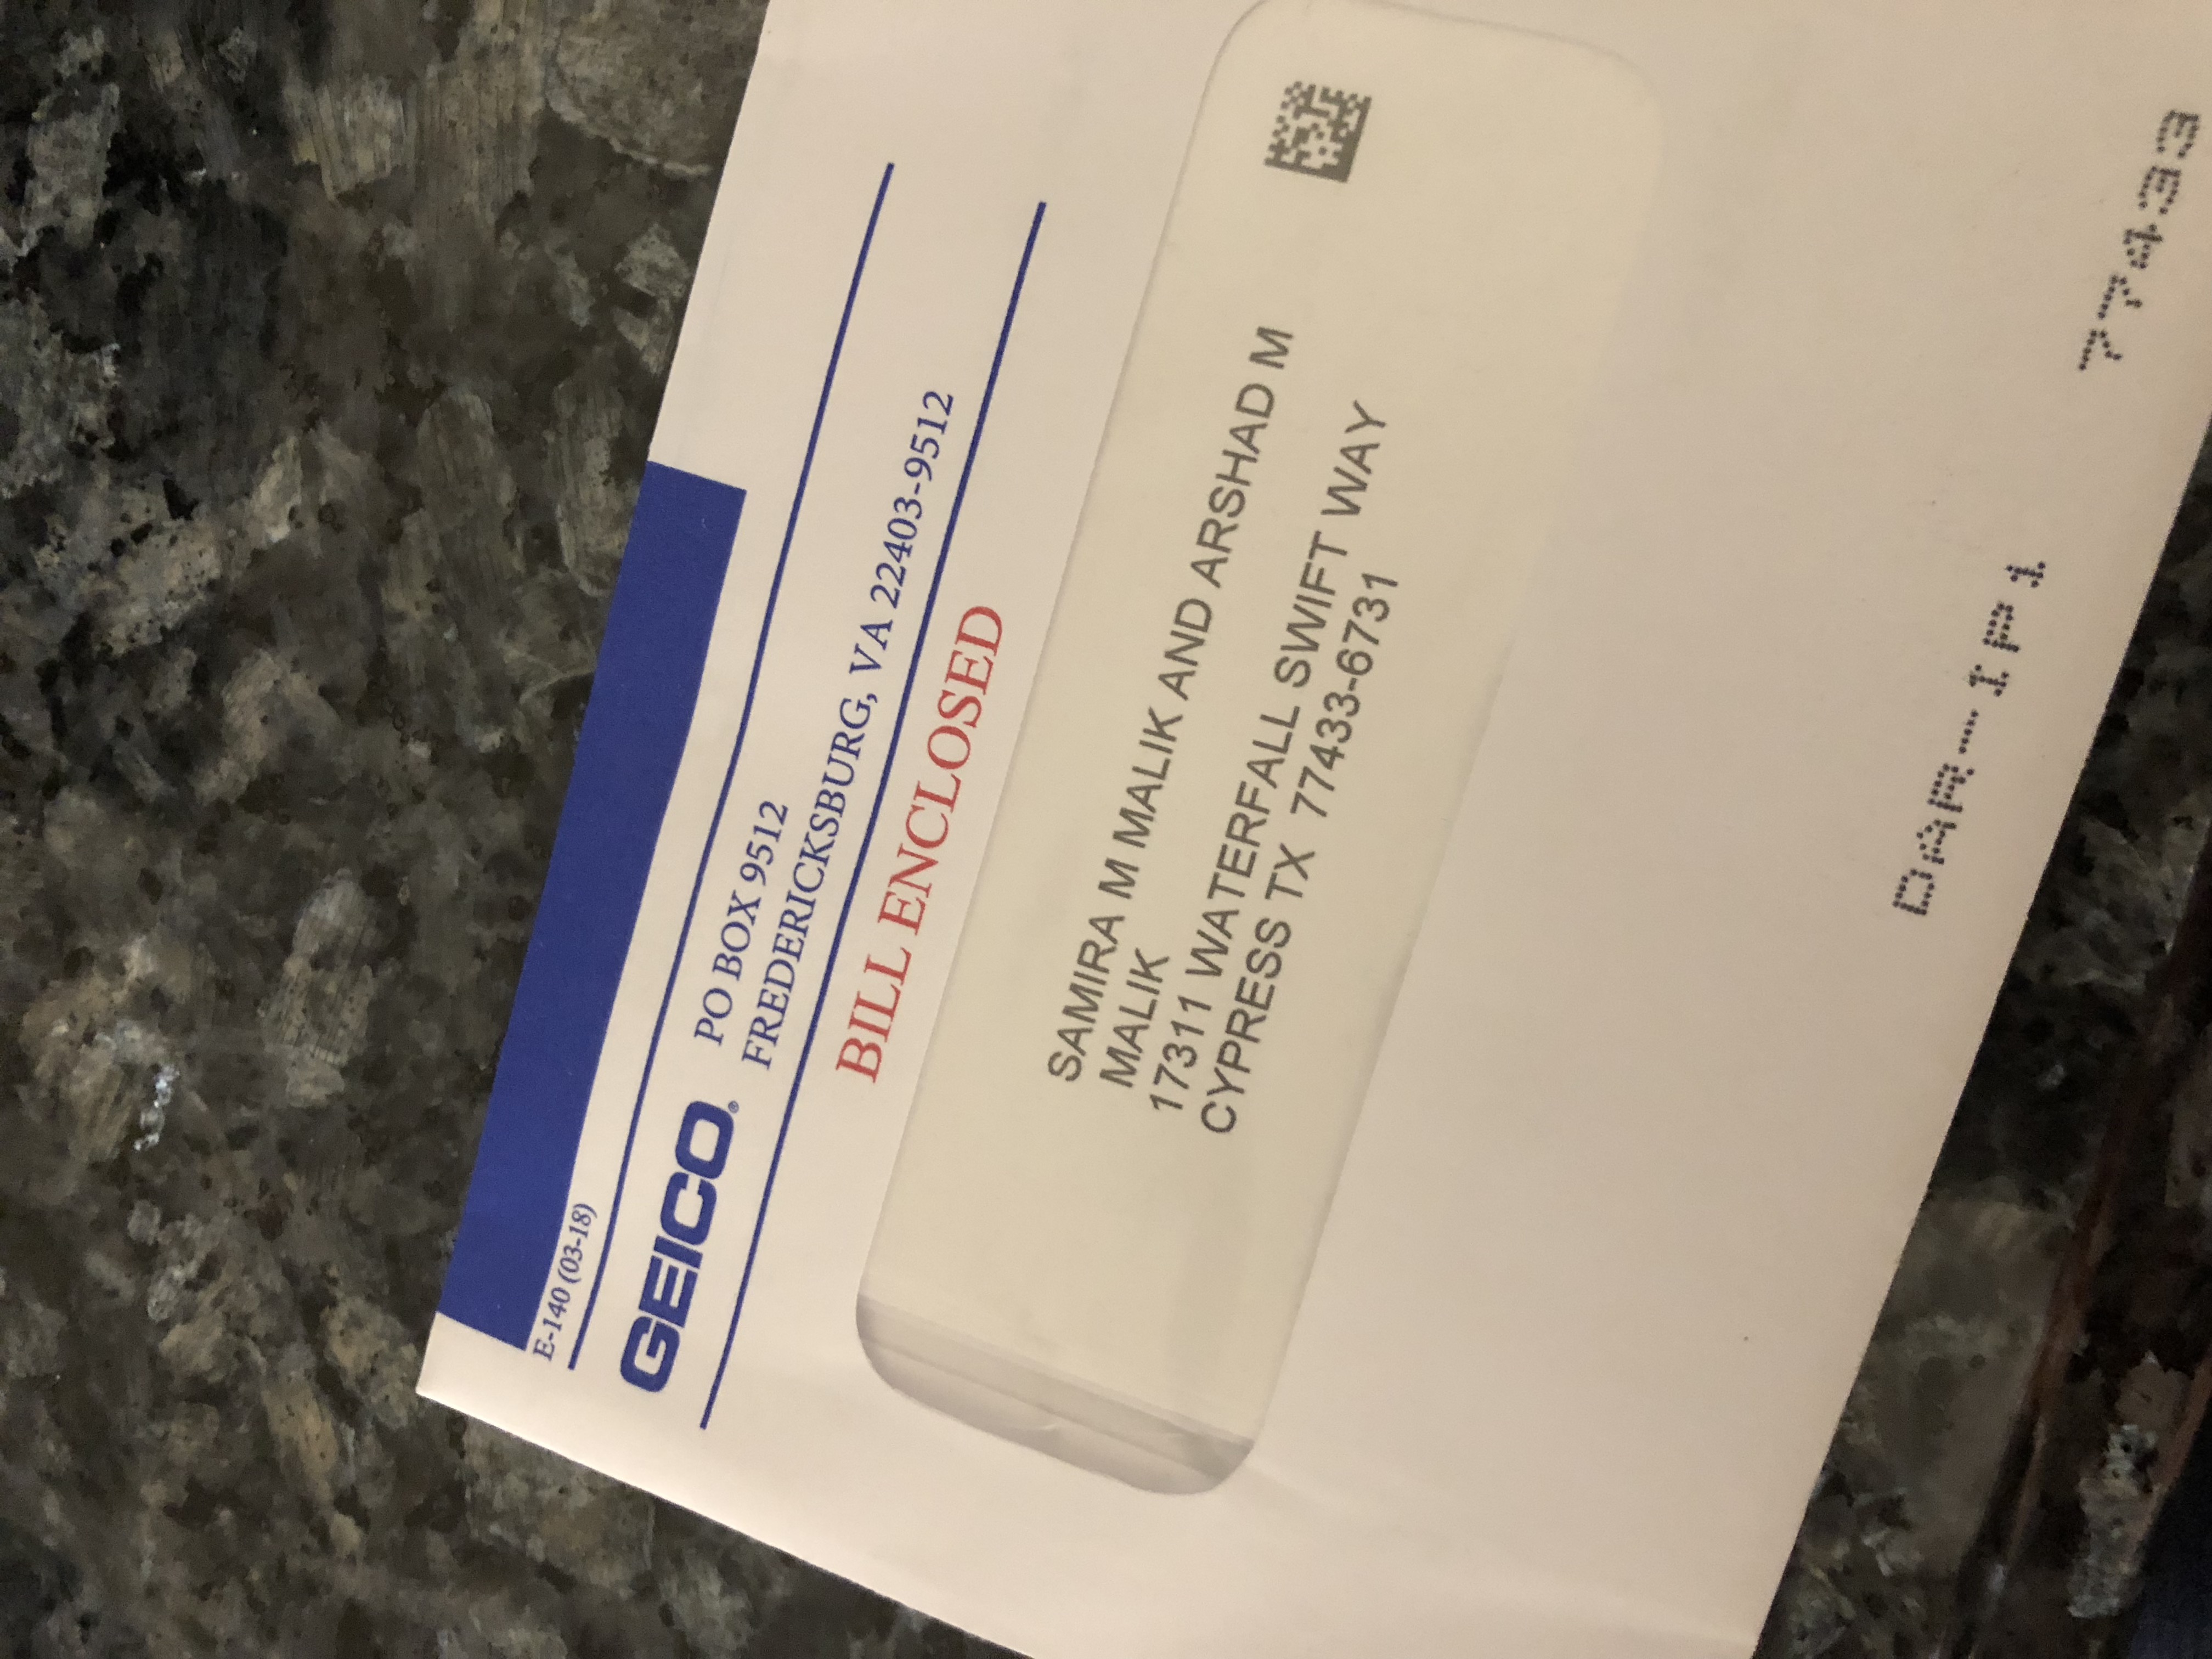 E-140 (03-18)
GEICO®
PO BOX 9512
FREDERICKSBURG, VA 22403-9512
BILL ENCLOSED
SAMIRA M MALIK AND ARSHAD M
MALIK
17311 WATERFALL SWIFT WAY
CYPRESS TX 77433-6731
DAR-IP1
77433